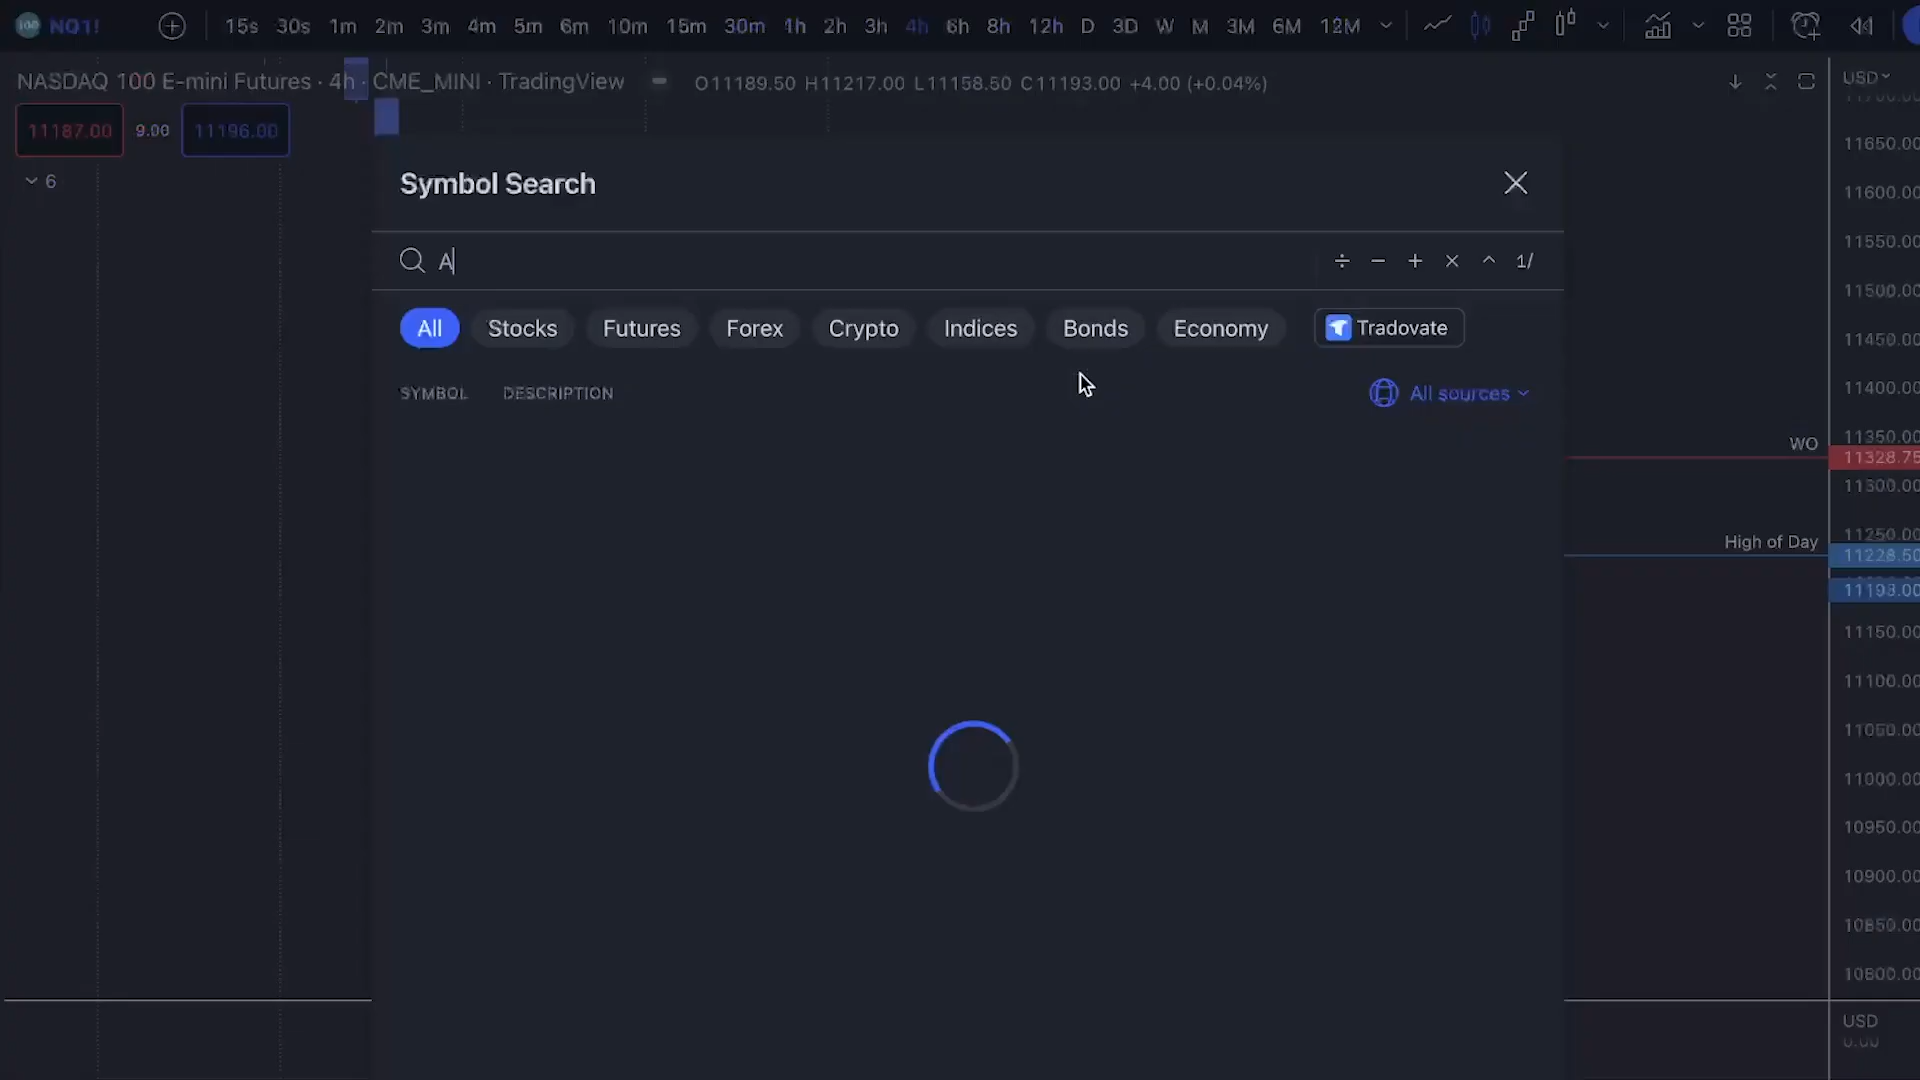 100 NQ1! 15s 30s 1m 2m 3m 4m 5m 6m 10m 15m 30m 1h 2h 3h 4h 6h 8h 12h D 3D W M 3M 6M 12M
NASDAQ 100 E-mini Futures · 4h · CME_MINI · TradingView O11189.50 H11217.00 L11158.50 C11193.00 +4.00 (+0.04%) USD
11187.00 9.00 11196.00
6
Symbol Search
A
÷ − + × ^ 1/
All Stocks Futures Forex Crypto Indices Bonds Economy Tradovate
SYMBOL DESCRIPTION All sources
11650.00
11600.00
11550.00
11500.00
11450.00
11400.00
11350.00
WO 11328.75
11300.00
11250.00
High of Day 11228.50
11193.00
11150.00
11100.00
11050.00
11000.00
10950.00
10900.00
10850.00
10800.00
USD
0.00